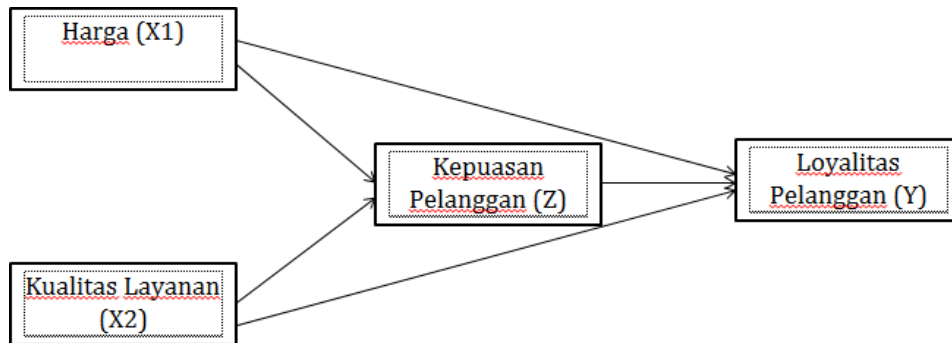 Harga (X1)
Kepuasan
Pelanggan (Z)
Loyalitas
Pelanggan (Y)
Kualitas Layanan
(X2)